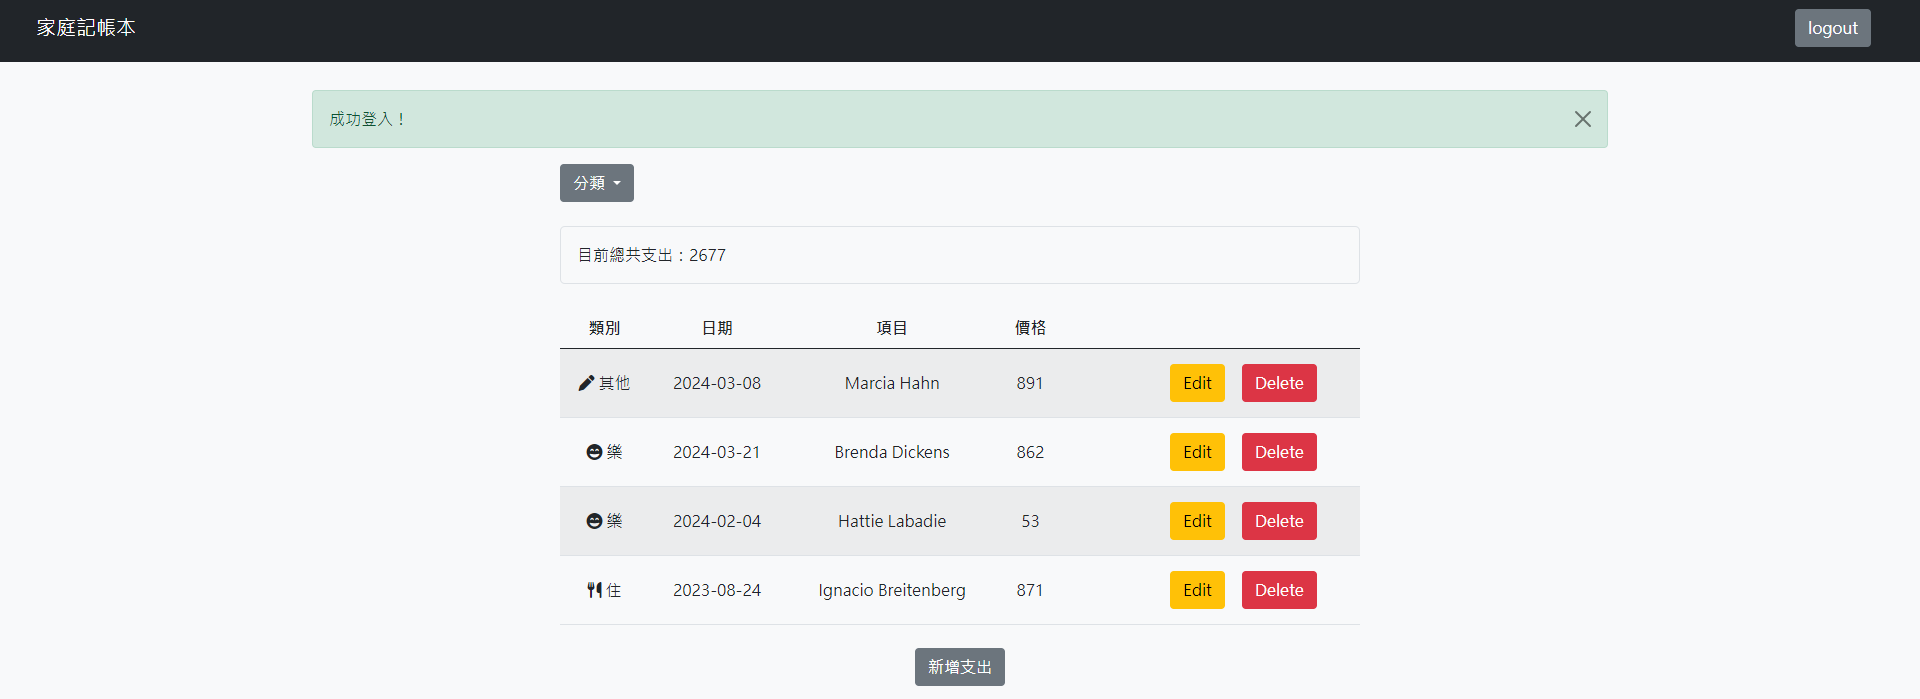 家庭記帳本 logout
成功登入！
分類
目前總共支出：2677
類別 日期 項目 價格
其他 2024-03-08 Marcia Hahn 891 Edit Delete
樂 2024-03-21 Brenda Dickens 862 Edit Delete
樂 2024-02-04 Hattie Labadie 53 Edit Delete
住 2023-08-24 Ignacio Breitenberg 871 Edit Delete
新增支出